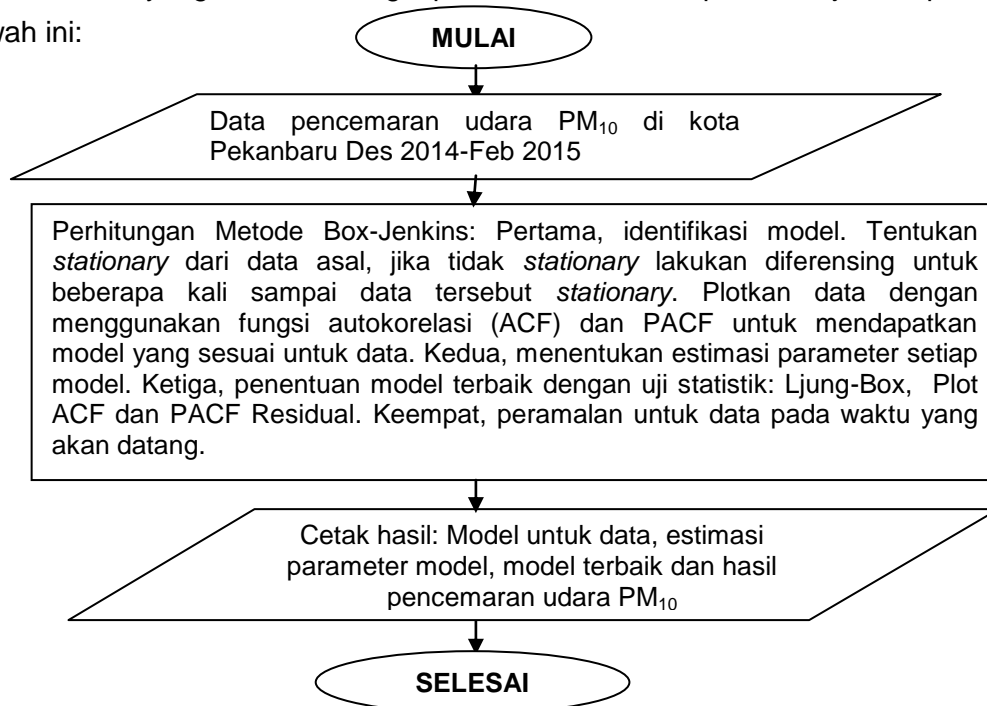 wah ini:
MULAI
Data pencemaran udara PM₁₀ di kota
Pekanbaru Des 2014-Feb 2015
Perhitungan Metode Box-Jenkins: Pertama, identifikasi model. Tentukan
stationary dari data asal, jika tidak stationary lakukan diferensing untuk
beberapa kali sampai data tersebut stationary. Plotkan data dengan
menggunakan fungsi autokorelasi (ACF) dan PACF untuk mendapatkan
model yang sesuai untuk data. Kedua, menentukan estimasi parameter setiap
model. Ketiga, penentuan model terbaik dengan uji statistik: Ljung-Box, Plot
ACF dan PACF Residual. Keempat, peramalan untuk data pada waktu yang
akan datang.
Cetak hasil: Model untuk data, estimasi
parameter model, model terbaik dan hasil
pencemaran udara PM₁₀
SELESAI